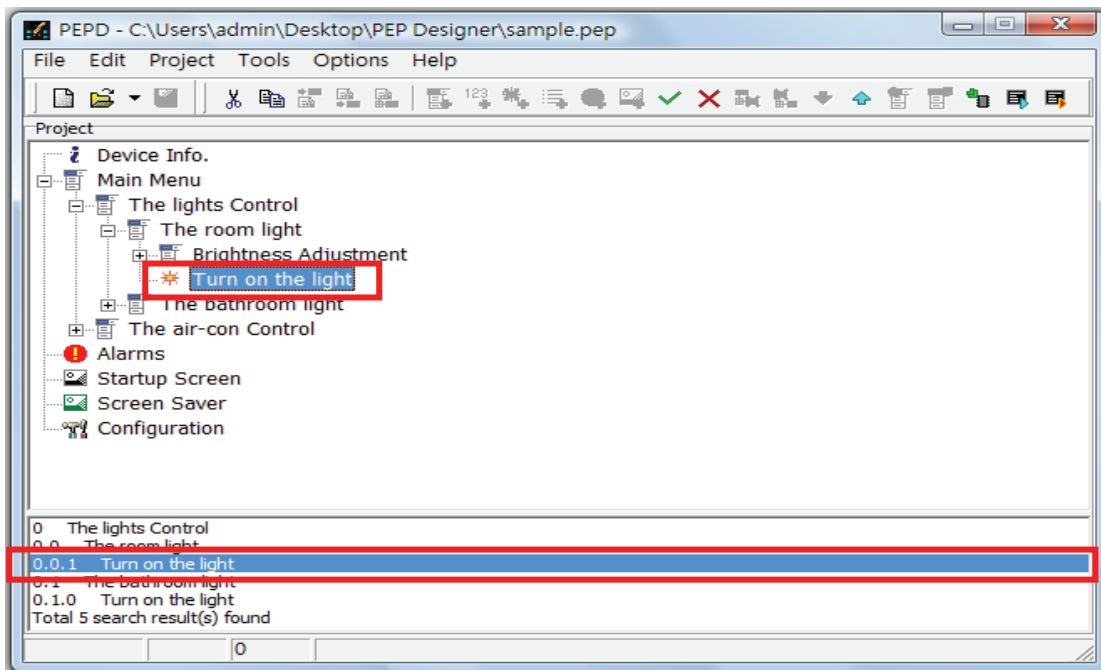 PEPD - C:\Users\admin\Desktop\PEP Designer\sample.pep
File Edit Project Tools Options Help
123
Project
Device Info.
Main Menu
The lights Control
The room light
Brightness Adjustment
Turn on the light
The bathroom light
The air-con Control
Alarms
Startup Screen
Screen Saver
Configuration
0 The lights Control
0.0 The room light
0.0.1 Turn on the light
0.1 The bathroom light
0.1.0 Turn on the light
Total 5 search result(s) found
0